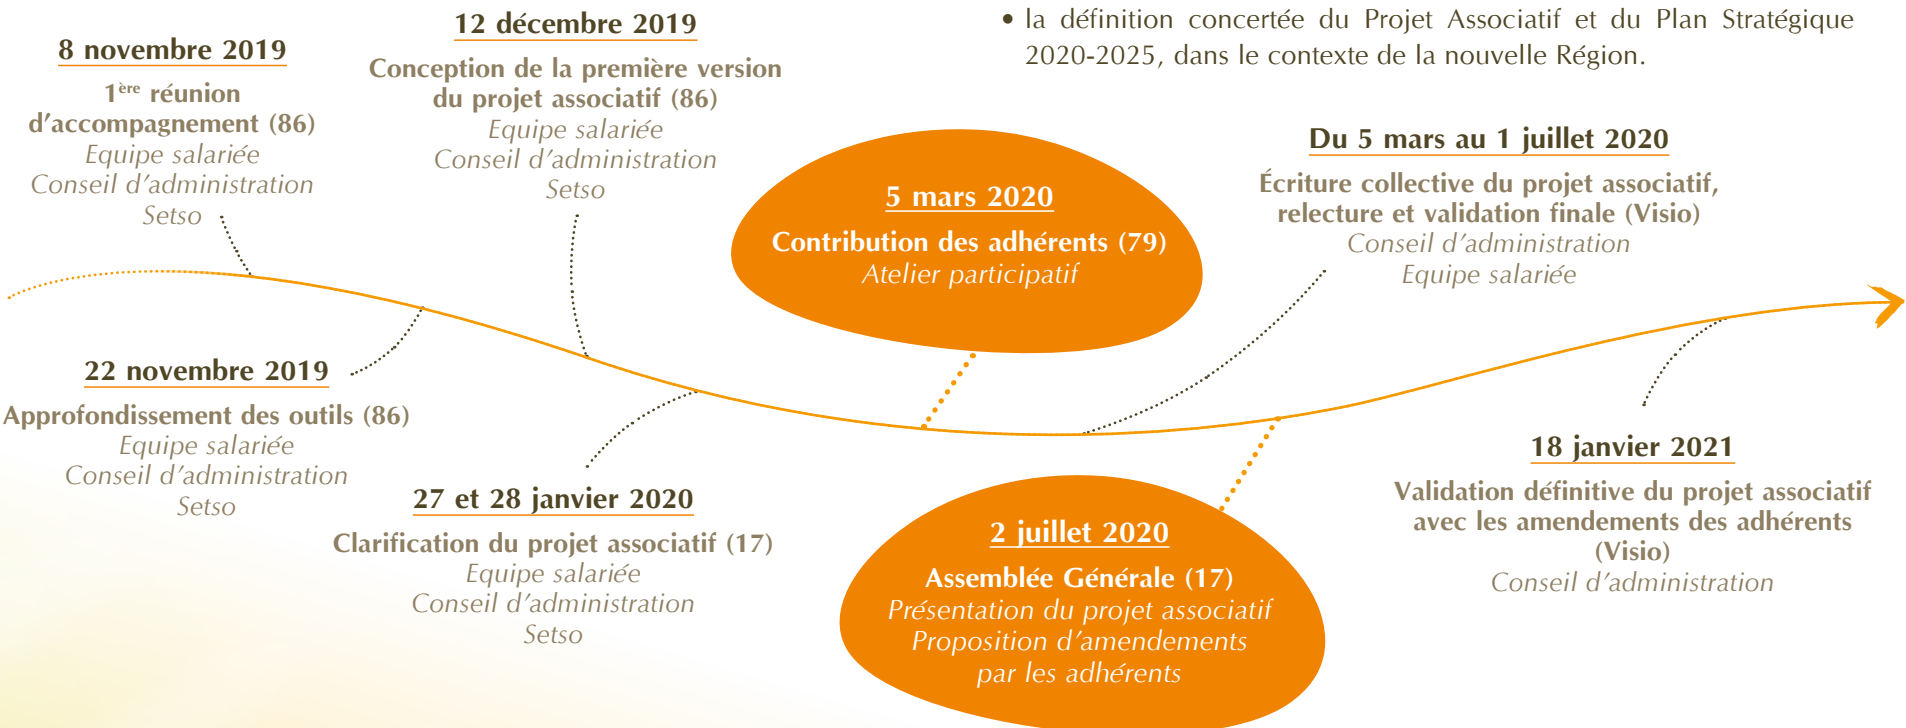 • la définition concertée du Projet Associatif et du Plan Stratégique
2020-2025, dans le contexte de la nouvelle Région.
8 novembre 2019
1ère réunion
d'accompagnement (86)
Equipe salariée
Conseil d'administration
Setso
22 novembre 2019
Approfondissement des outils (86)
Equipe salariée
Conseil d'administration
Setso
12 décembre 2019
Conception de la première version
du projet associatif (86)
Equipe salariée
Conseil d'administration
Setso
27 et 28 janvier 2020
Clarification du projet associatif (17)
Equipe salariée
Conseil d'administration
Setso
5 mars 2020
Contribution des adhérents (79)
Atelier participatif
Du 5 mars au 1 juillet 2020
Écriture collective du projet associatif,
relecture et validation finale (Visio)
Conseil d'administration
Equipe salariée
2 juillet 2020
Assemblée Générale (17)
Présentation du projet associatif
Proposition d'amendements
par les adhérents
18 janvier 2021
Validation définitive du projet associatif
avec les amendements des adhérents
(Visio)
Conseil d'administration